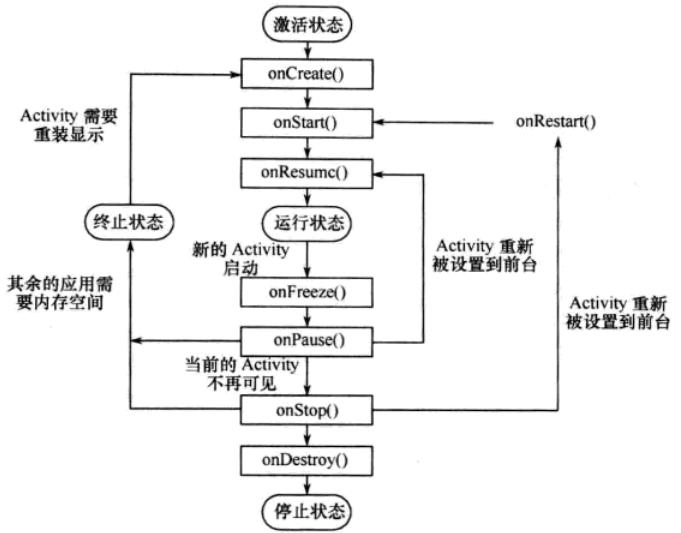 激活状态
onCreate()
Activity 需要
重装显示
onStart()
onRestart()
onResumc()
终止状态
运行状态
新的 Activity
启动
Activity 重新
被设置到前台
其余的应用需
要内存空间
onFreeze()
Activity 重新
被设置到前台
onPause()
当前的 Activity
不再可见
onStop()
onDestroy()
停止状态